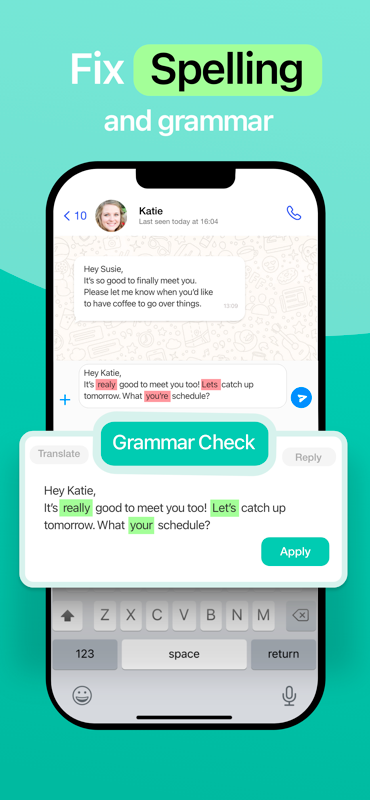 Fix Spelling
and grammar
10
Katie
Last seen today at 16:04
Hey Susie,
It's so good to finally meet you.
Please let me know when you'd like
to have coffee to go over things.
13:09
Hey Katie,
It's realy good to meet you too! Lets catch up
tomorrow. What you're schedule?
Translate
Grammar Check
Reply
Hey Katie,
It's really good to meet you too! Let's catch up
tomorrow. What your schedule?
Apply
Z X C V B N M
123
space
return